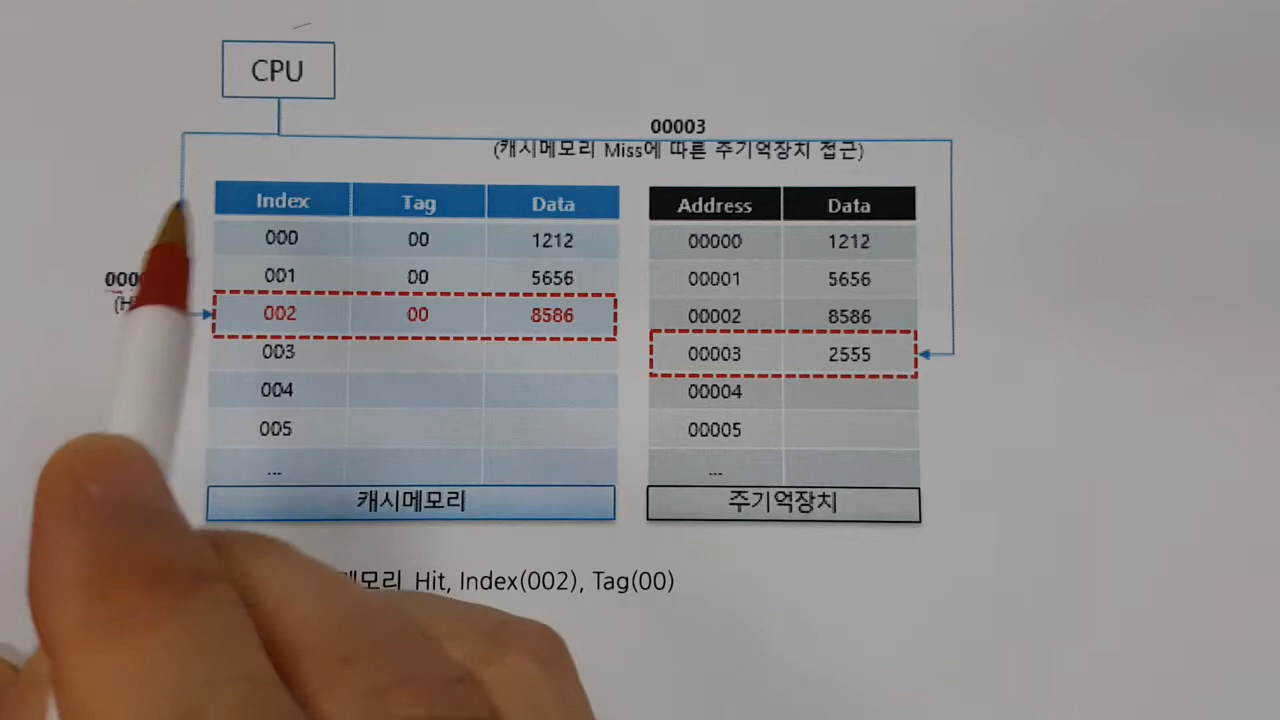 CPU
00003
(캐시메모리 Miss에 따른 주기억장치 접근)
Index Tag Data
000 00 1212
001 00 5656
002 00 8586
003
004
005
...
캐시메모리
Address Data
00000 1212
00001 5656
00002 8586
00003 2555
00004
00005
...
주기억장치
Hit, Index(002), Tag(00)